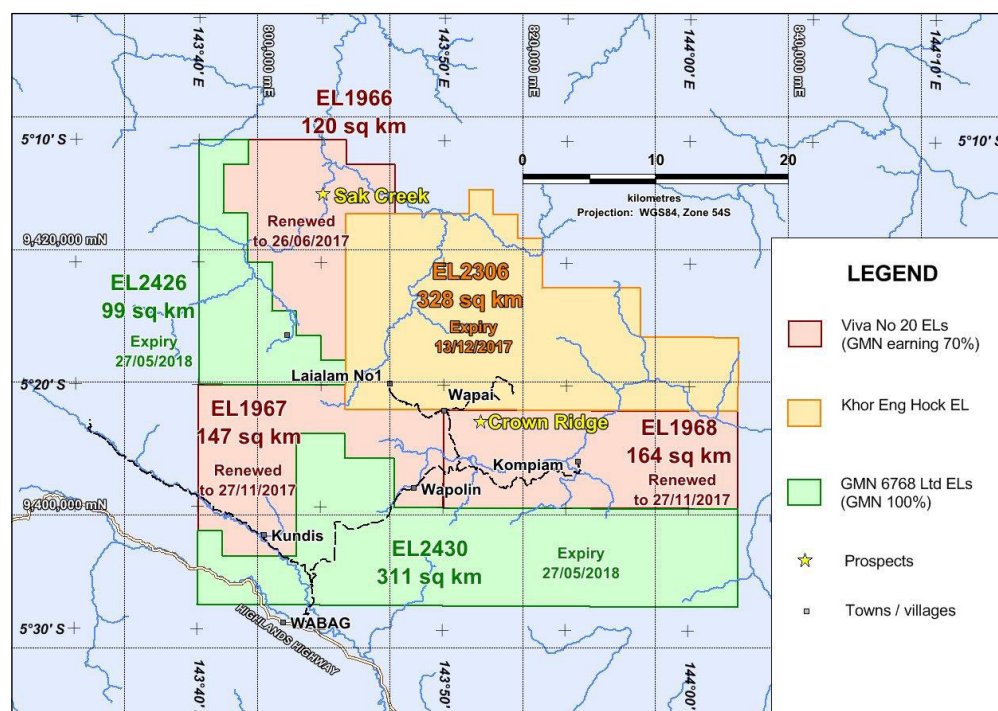 143°40' E
800,000 mE
143°50' E
820,000 mE
144°00' E
840,000 mE
144°10' E
EL1966
120 sq km
5°10' S
5°10' S
0 10 20
kilometres
Projection: WGS84, Zone 54S
Sak Creek
Renewed
to 26/06/2017
9,420,000 mN
EL2426
99 sq km
Expiry
27/05/2018
EL2306
328 sq km
Expiry
13/12/2017
LEGEND
Viva No 20 ELs
(GMN earning 70%)
Khor Eng Hock EL
GMN 6768 Ltd ELs
(GMN 100%)
Prospects
Towns / villages
5°20' S
Laialam No1
Wapai
EL1967
147 sq km
Renewed
to 27/11/2017
Crown Ridge
EL1968
164 sq km
Renewed
to 27/11/2017
Kompiam
Wapolin
9,400,000 mN
Kundis
EL2430
311 sq km
Expiry
27/05/2018
5°30' S
WABAG
HIGHLANDS HIGHWAY
143°40' E
143°50' E
144°00' E